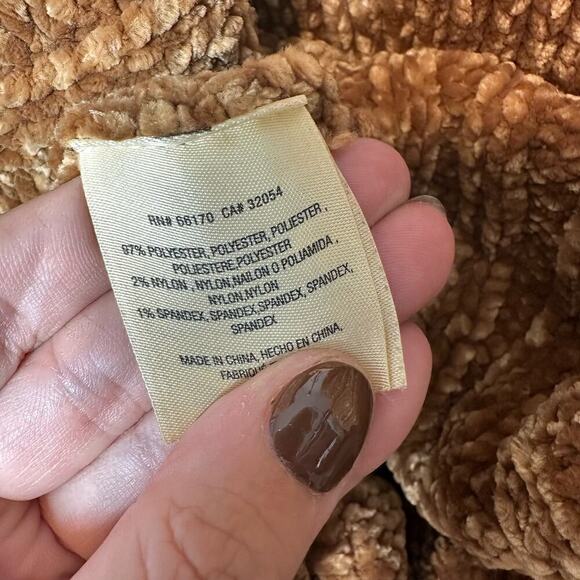 RN# 66170 CA# 32054
97% POLYESTER, POLYESTER, POLIESTER,
POLIESTERE,POLYESTER
2% NYLON ,NYLON,NAILON O POLIAMIDA ,
NYLON,NYLON
1% SPANDEX, SPANDEX,SPANDEX, SPANDEX,
SPANDEX
MADE IN CHINA, HECHO EN CHINA,